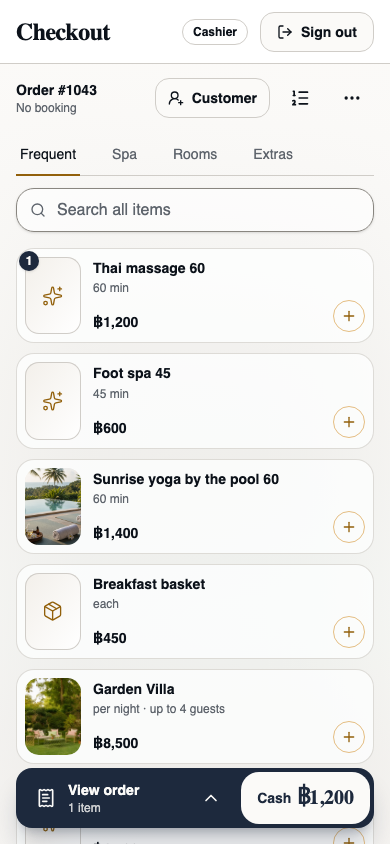 Checkout
Cashier
Sign out
Order #1043
No booking
Customer
Frequent
Spa
Rooms
Extras
Search all items
1
Thai massage 60
60 min
฿1,200
Foot spa 45
45 min
฿600
Sunrise yoga by the pool 60
60 min
฿1,400
Breakfast basket
each
฿450
Garden Villa
per night · up to 4 guests
฿8,500
View order
1 item
Cash ฿1,200